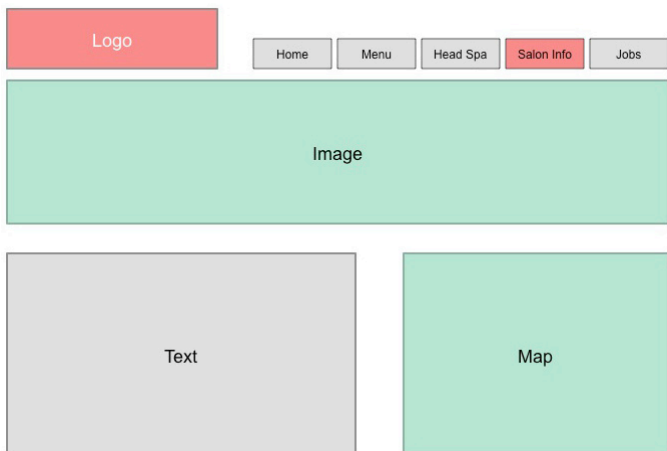 Logo
Home
Menu
Head Spa
Salon Info
Jobs
Image
Text
Map